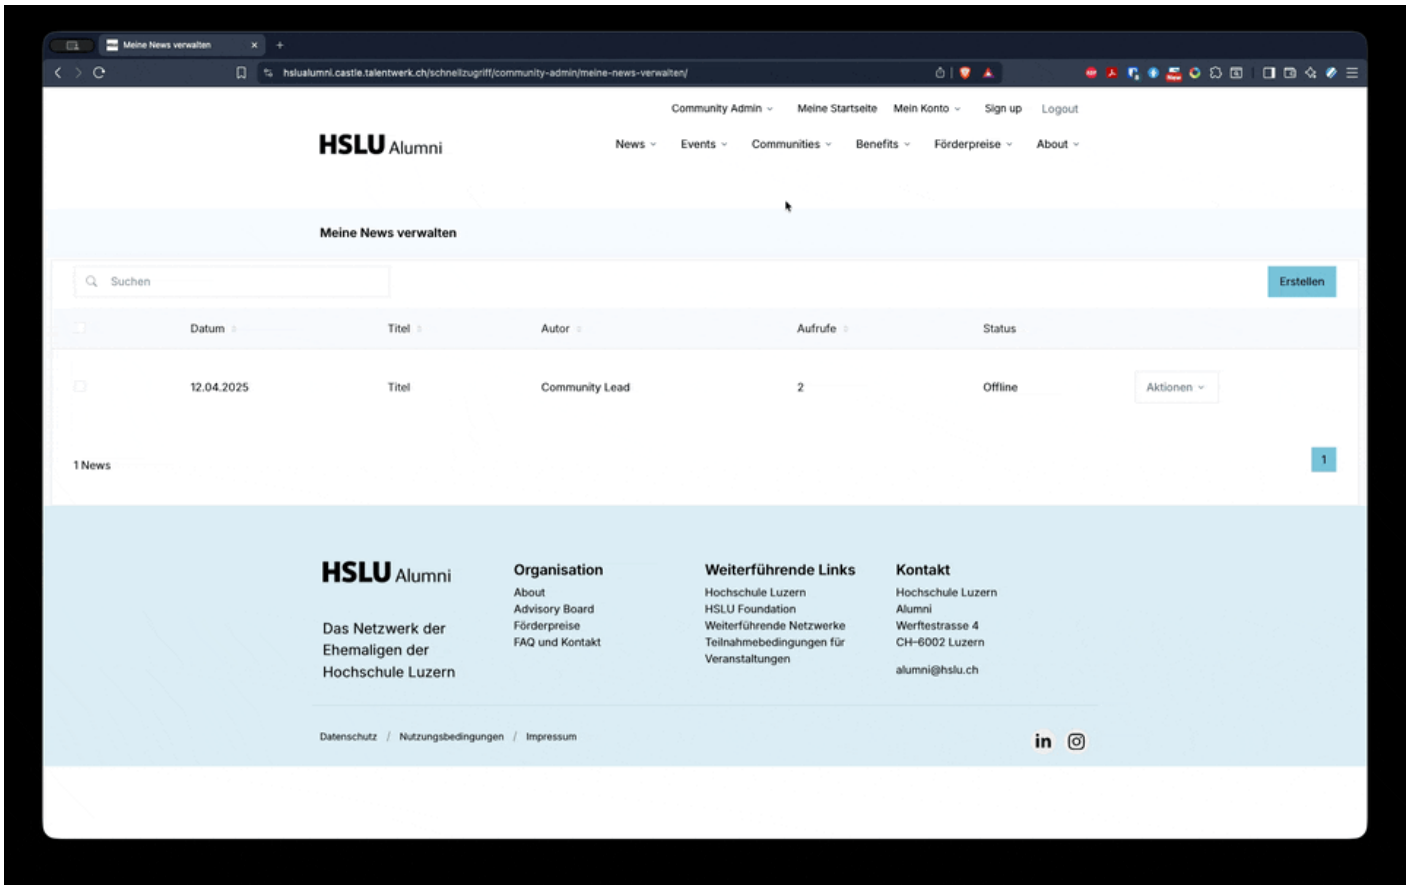 Meine News verwalten
hslualumni.castle.talentwerk.ch/schnellzugriff/community-admin/meine-news-verwalten/
Community Admin Meine Startseite Mein Konto Sign up Logout
HSLU Alumni
News Events Communities Benefits Förderpreise About
Meine News verwalten
Suchen
Erstellen
Datum Titel Autor Aufrufe Status
12.04.2025 Titel Community Lead 2 Offline Aktionen
1 News
1
HSLU Alumni
Das Netzwerk der
Ehemaligen der
Hochschule Luzern
Organisation
About
Advisory Board
Förderpreise
FAQ und Kontakt
Weiterführende Links
Hochschule Luzern
HSLU Foundation
Weiterführende Netzwerke
Teilnahmebedingungen für
Veranstaltungen
Kontakt
Hochschule Luzern
Alumni
Werftestrasse 4
CH–6002 Luzern
alumni@hslu.ch
Datenschutz / Nutzungsbedingungen / Impressum
in